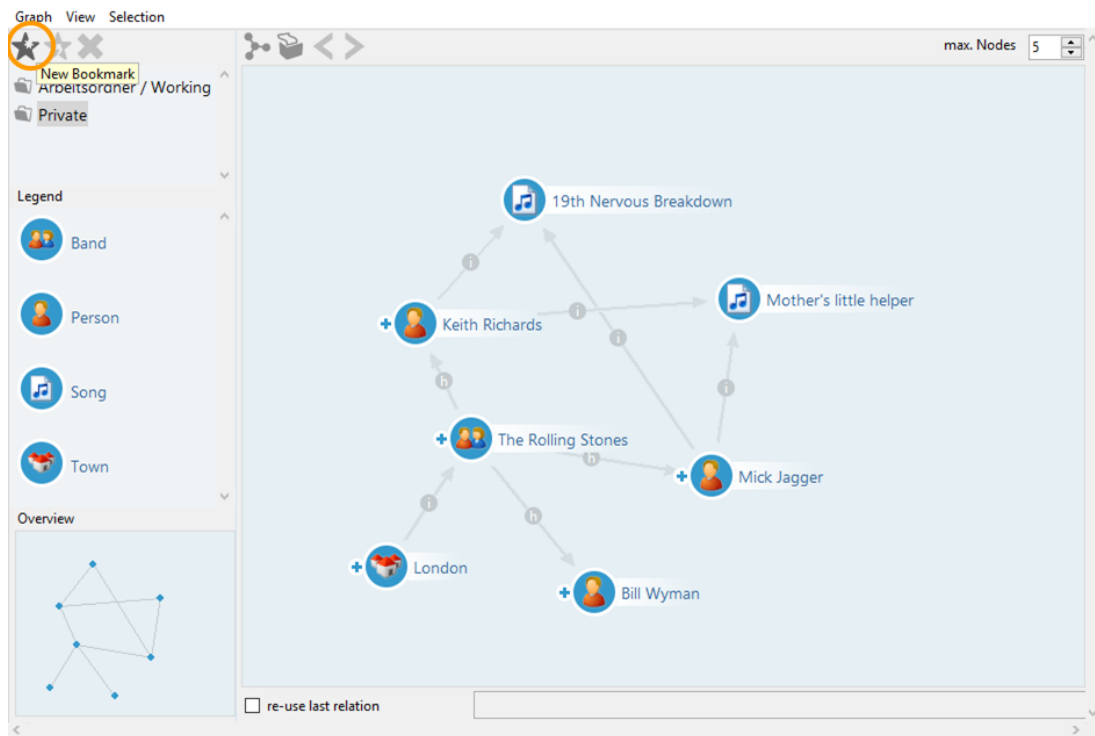 Graph View Selection
max. Nodes 5
New Bookmark
Arbeitsordner / Working
Private
Legend
Band
Person
Song
Town
Overview
19th Nervous Breakdown
i
Mother's little helper
Keith Richards
i
i
h
i
The Rolling Stones
h
Mick Jagger
i
h
London
Bill Wyman
re-use last relation